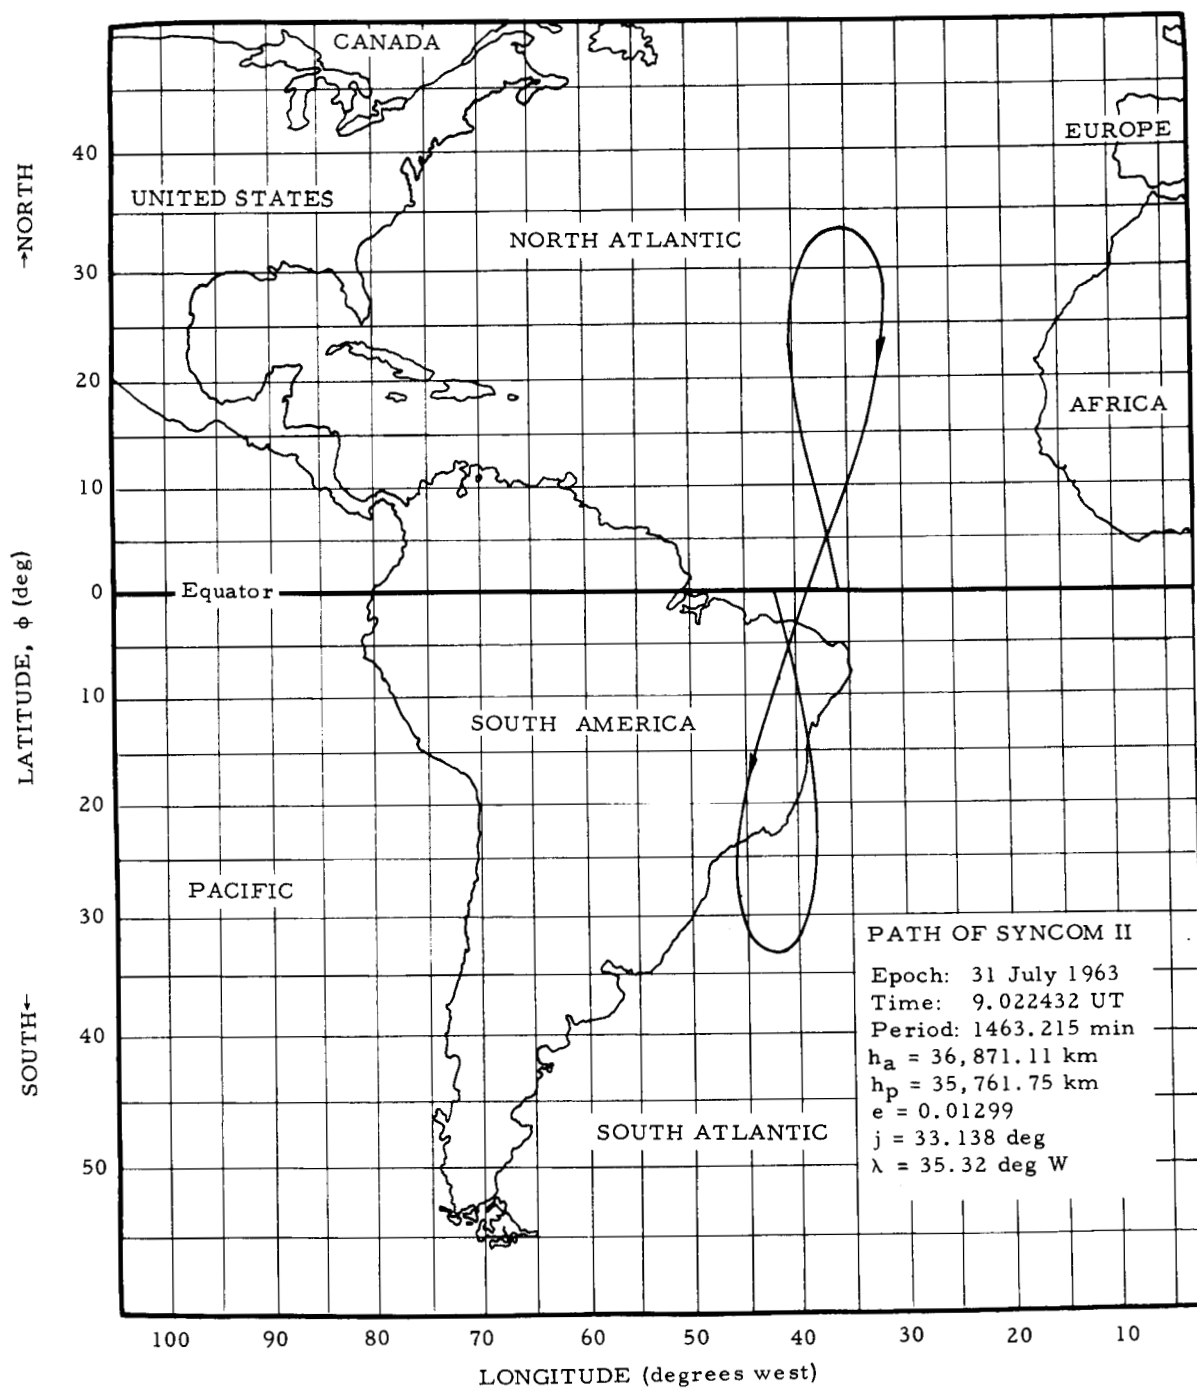 CANADA
EUROPE
40
UNITED STATES
→NORTH
NORTH ATLANTIC
30
20
AFRICA
10
LATITUDE, ϕ (deg)
0
Equator
10
SOUTH AMERICA
20
PACIFIC
30
PATH OF SYNCOM II
Epoch: 31 July 1963
Time: 9.022432 UT
Period: 1463.215 min
SOUTH←
40
hₐ = 36,871.11 km
hₚ = 35,761.75 km
e = 0.01299
SOUTH ATLANTIC
j = 33.138 deg
50
λ = 35.32 deg W
100 90 80 70 60 50 40 30 20 10
LONGITUDE (degrees west)